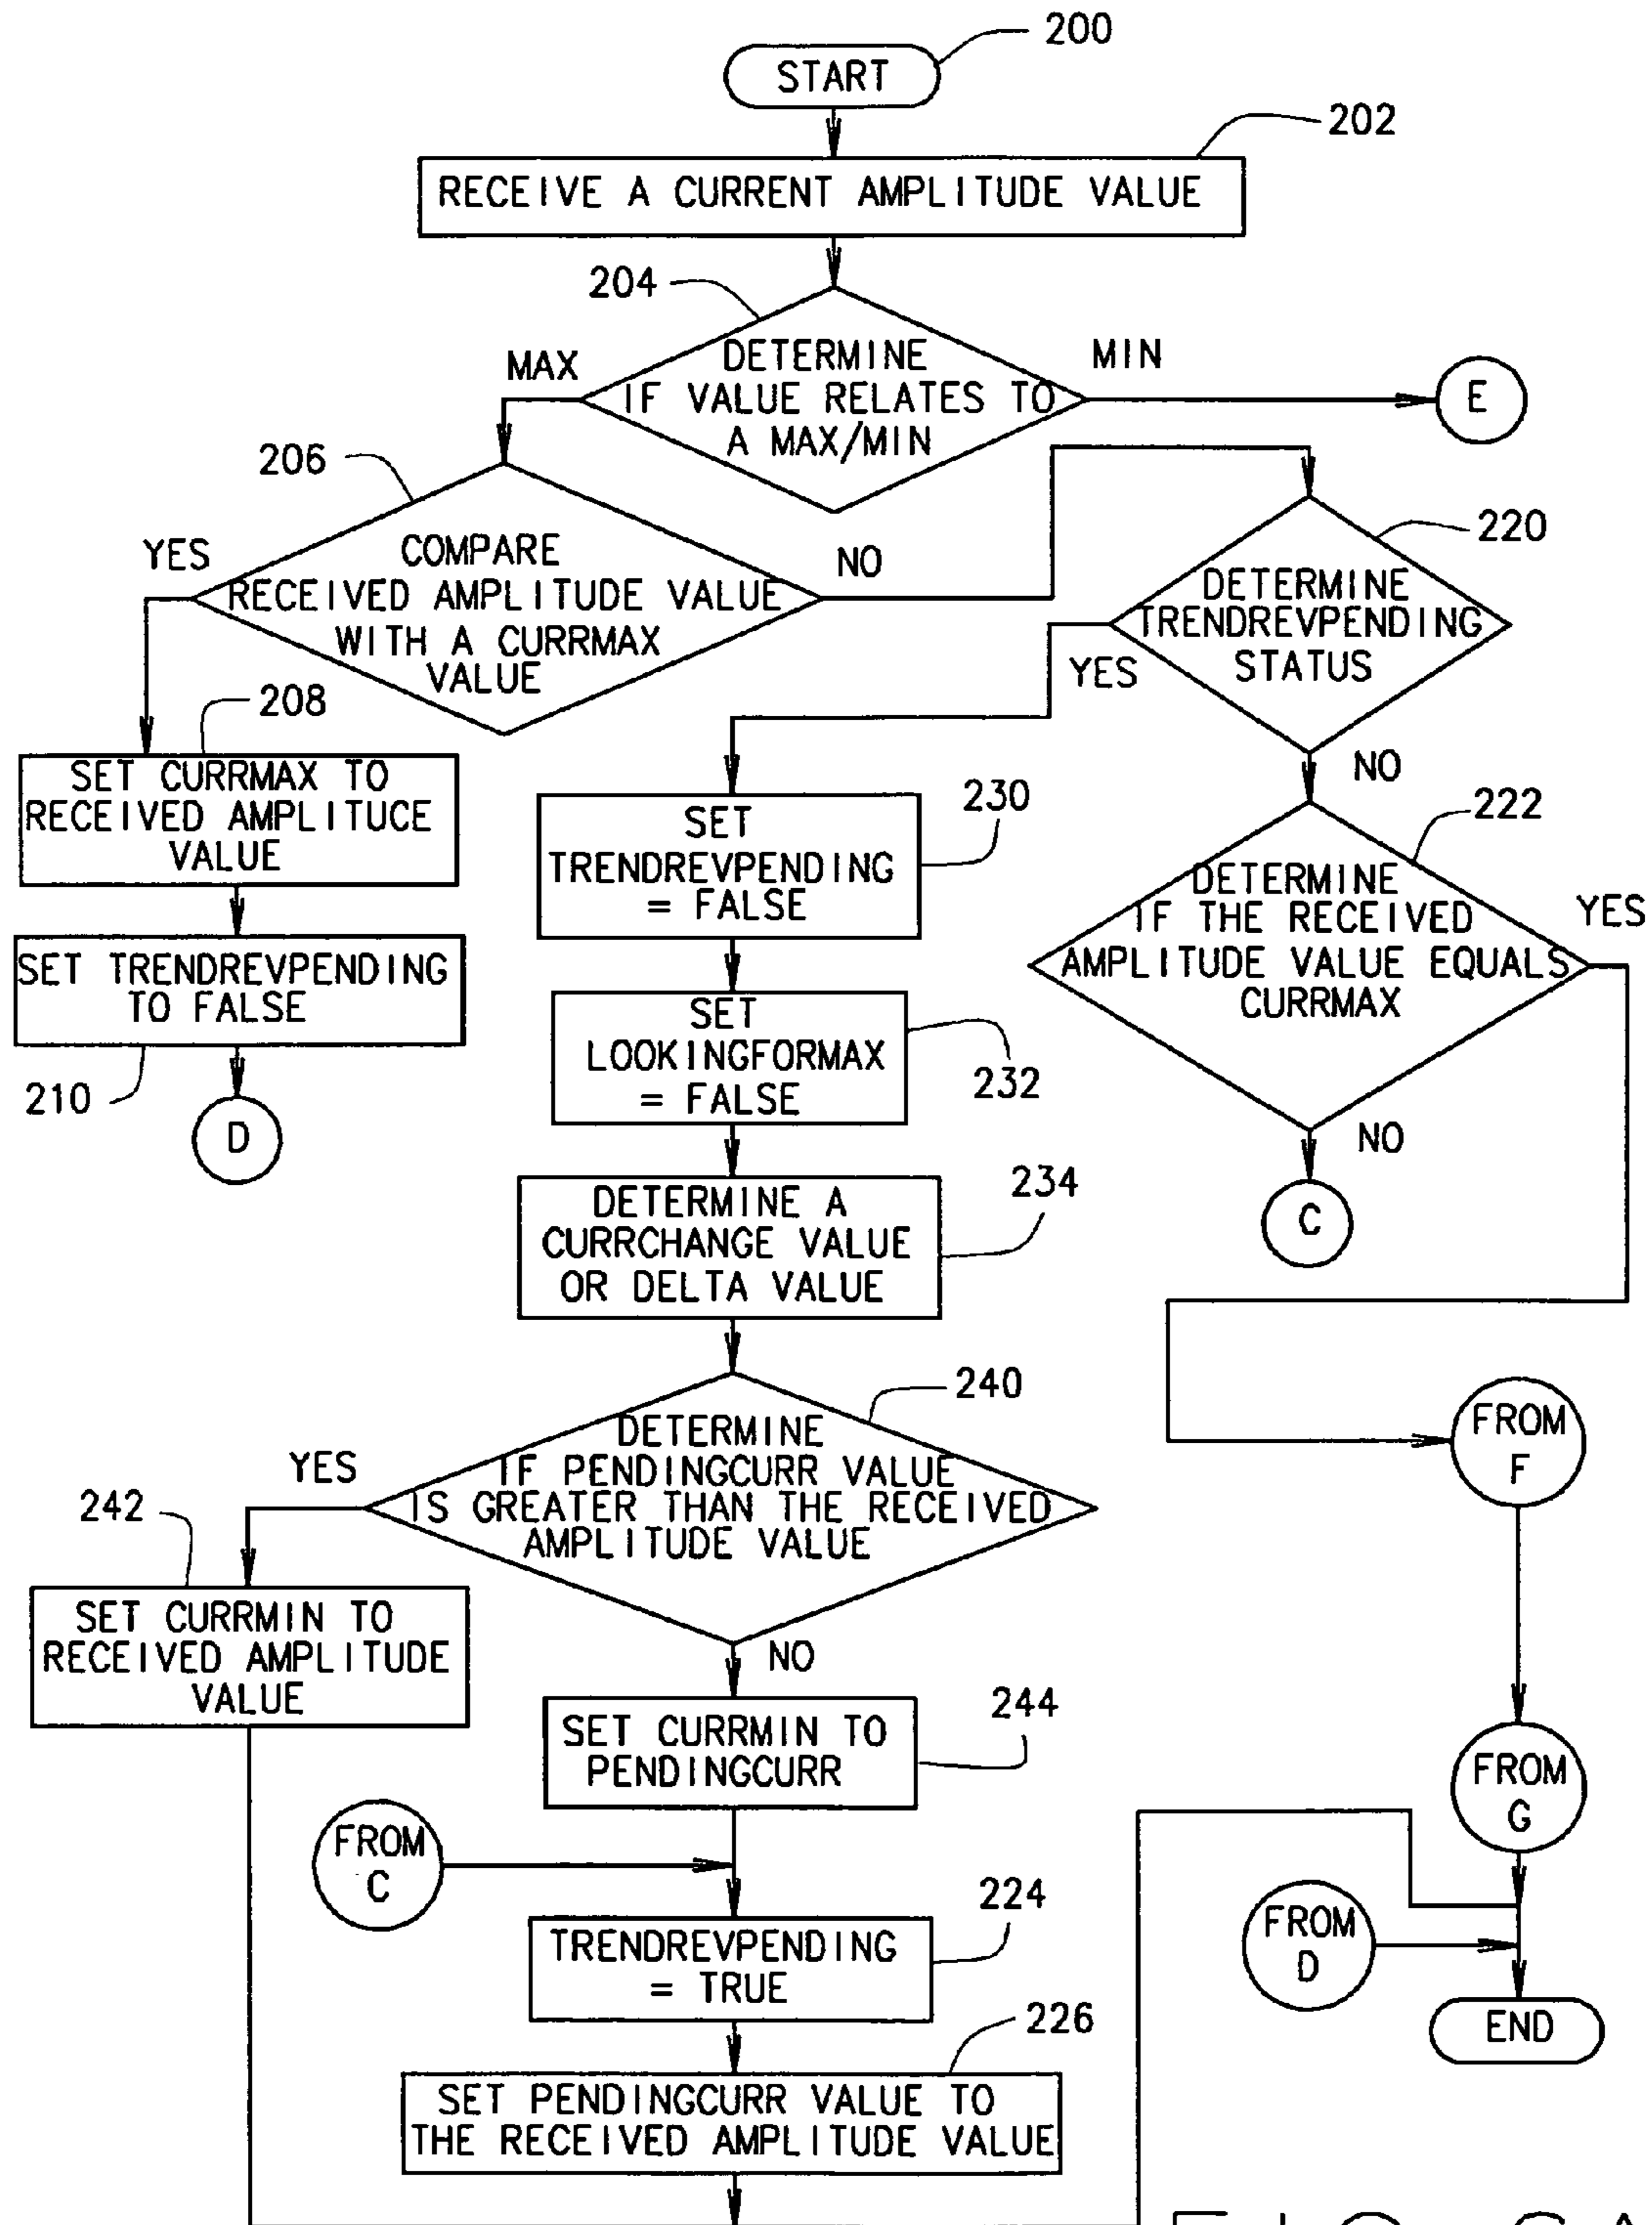 200
START
202
RECEIVE A CURRENT AMPLITUDE VALUE
204
MAX
DETERMINE
IF VALUE RELATES TO
A MAX/MIN
MIN
E
206
YES
COMPARE
RECEIVED AMPLITUDE VALUE
WITH A CURRMAX
VALUE
NO
220
DETERMINE
TRENDREVPENDING
STATUS
YES
NO
208
SET CURRMAX TO
RECEIVED AMPLITUCE
VALUE
SET TRENDREVPENDING
TO FALSE
210
D
230
SET
TRENDREVPENDING
= FALSE
222
DETERMINE
IF THE RECEIVED
AMPLITUDE VALUE EQUALS
CURRMAX
YES
NO
C
SET
LOOKINGFORMAX
= FALSE
232
DETERMINE A
CURRCHANGE VALUE
OR DELTA VALUE
234
240
DETERMINE
IF PENDINGCURR VALUE
IS GREATER THAN THE RECEIVED
AMPLITUDE VALUE
YES
NO
242
SET CURRMIN TO
RECEIVED AMPLITUDE
VALUE
244
SET CURRMIN TO
PENDINGCURR
FROM
F
FROM
G
FROM
C
224
TRENDREVPENDING
= TRUE
FROM
D
END
226
SET PENDINGCURR VALUE TO
THE RECEIVED AMPLITUDE VALUE